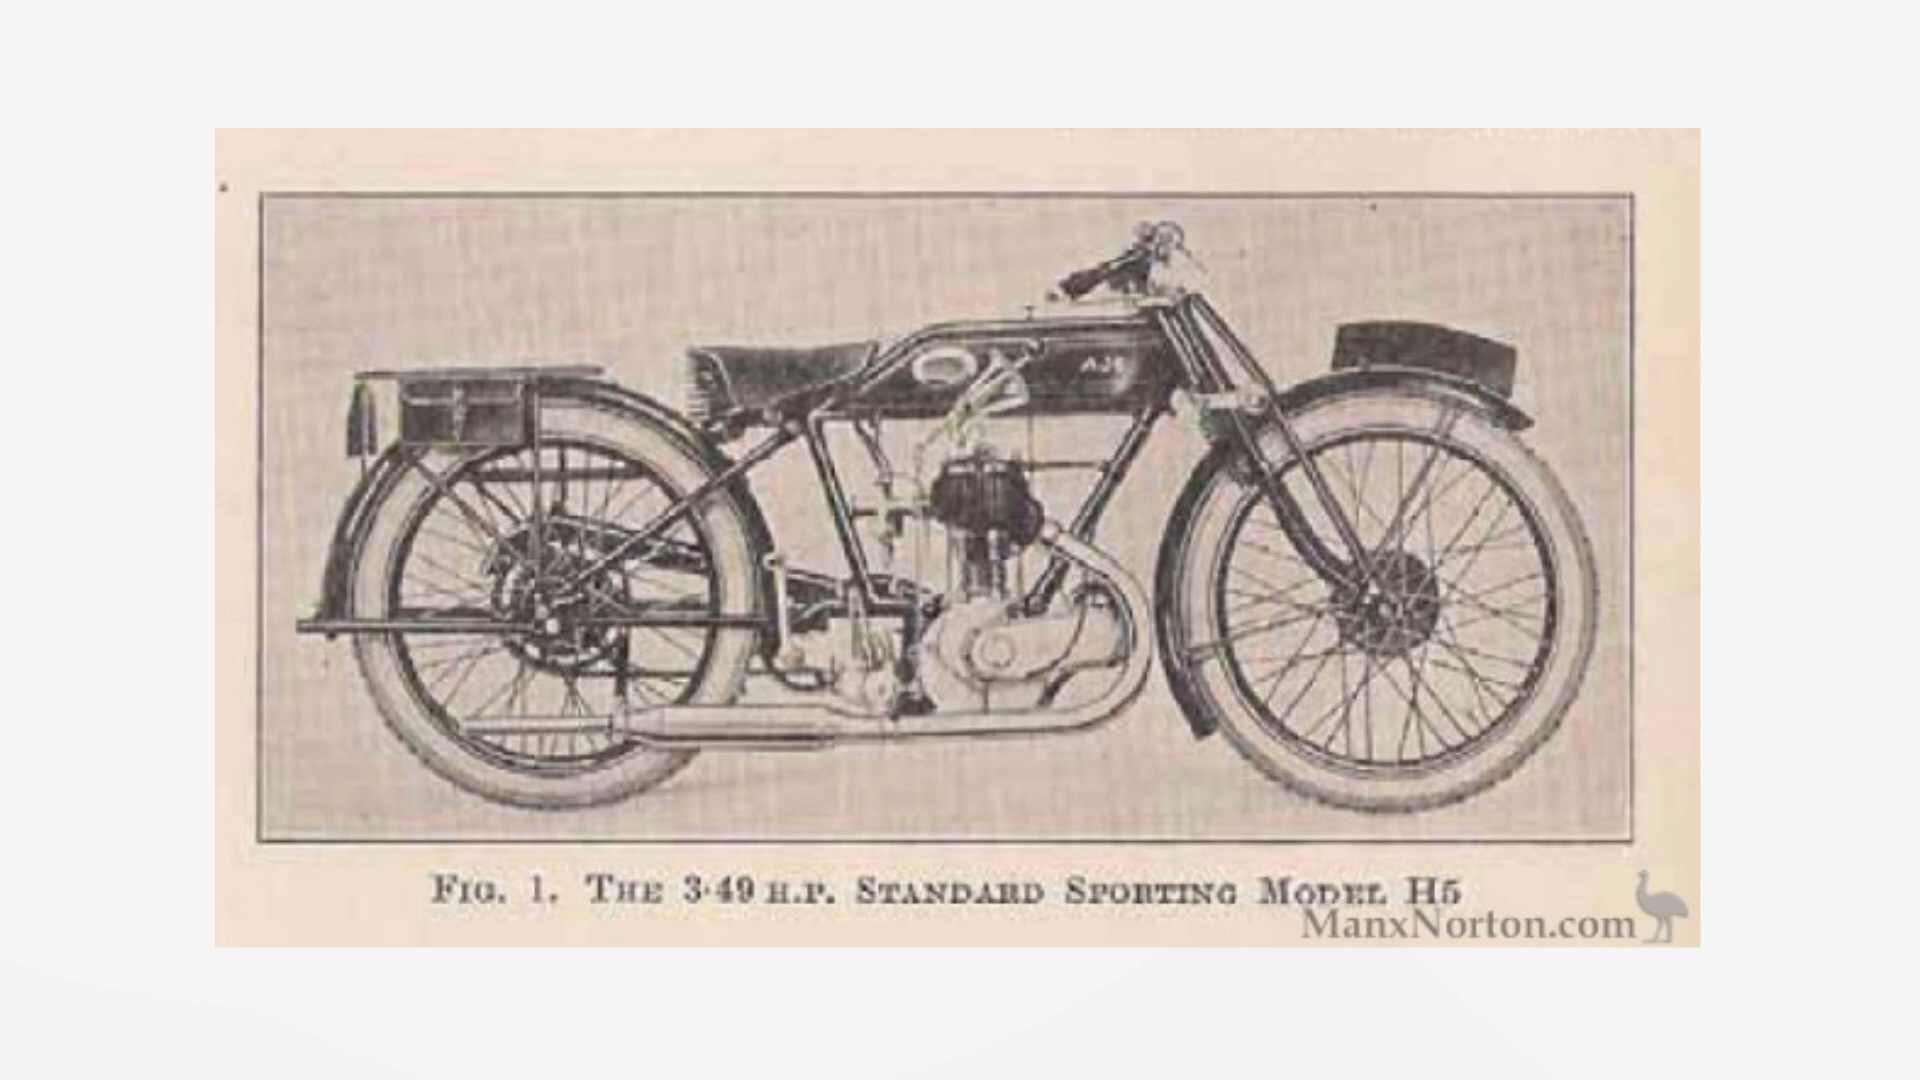 AJS
FIG. 1. THE 3·49 H.P. STANDARD SPORTING MODEL H5
ManxNorton.com